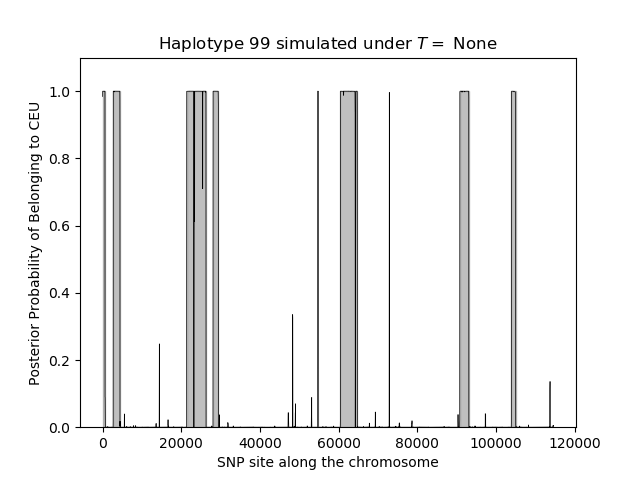 Haplotype 99 simulated under T = None
Posterior Probability of Belonging to CEU
1.0
0.8
0.6
0.4
0.2
0.0
0 20000 40000 60000 80000 100000 120000
SNP site along the chromosome